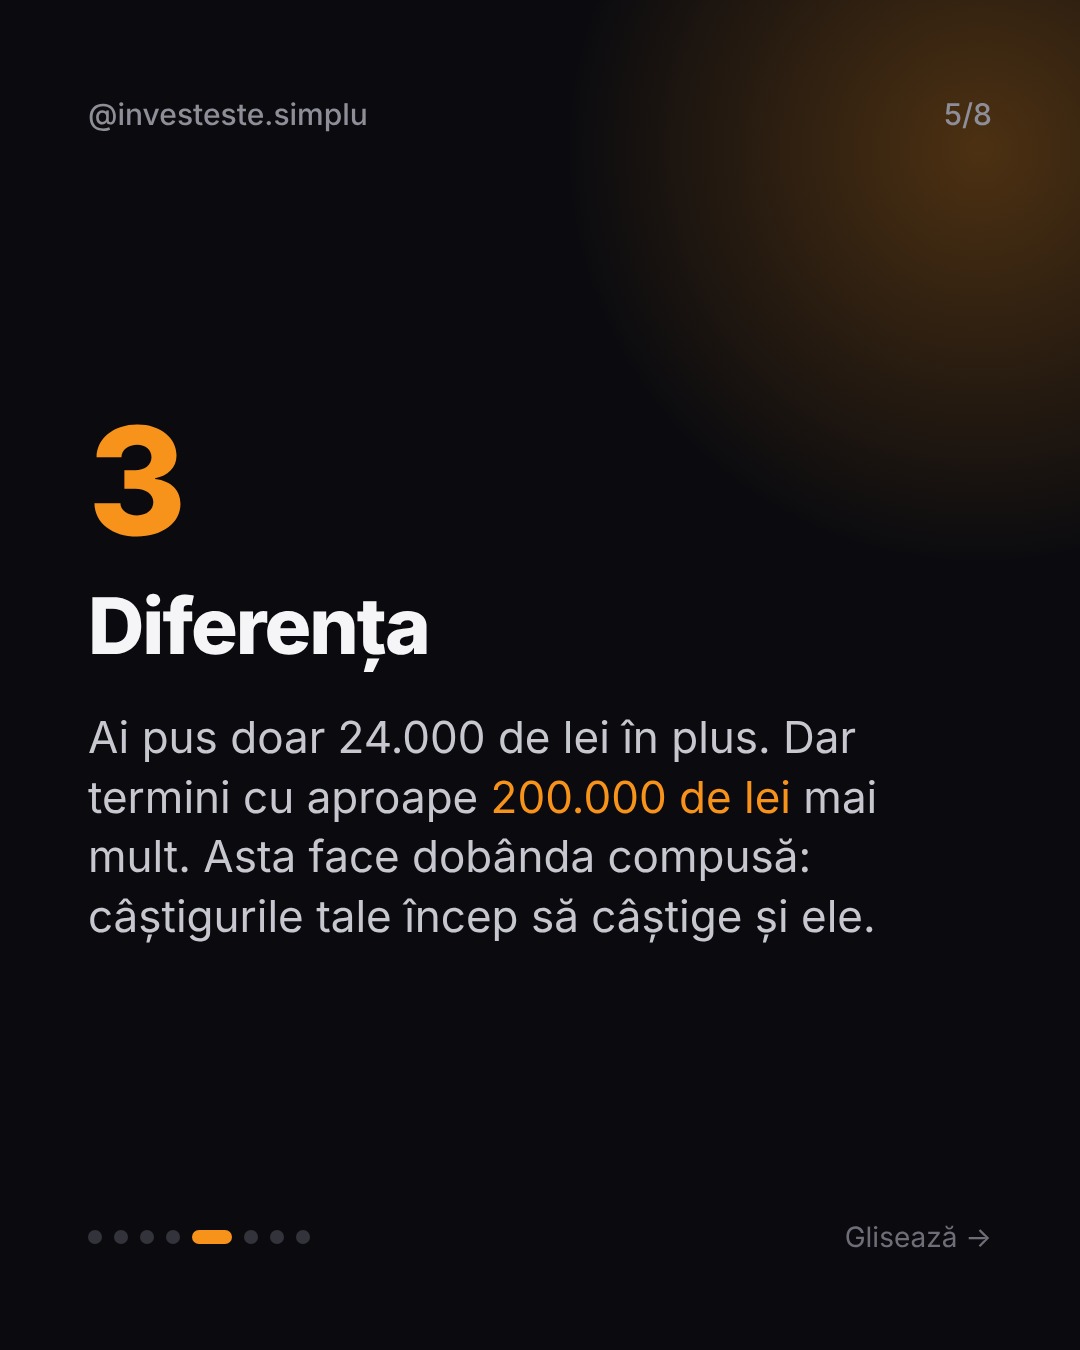 @investeste.simplu
5/8
3
Diferența
Ai pus doar 24.000 de lei în plus. Dar
termini cu aproape 200.000 de lei mai
mult. Asta face dobânda compusă:
câștigurile tale încep să câștige și ele.
Glisează →